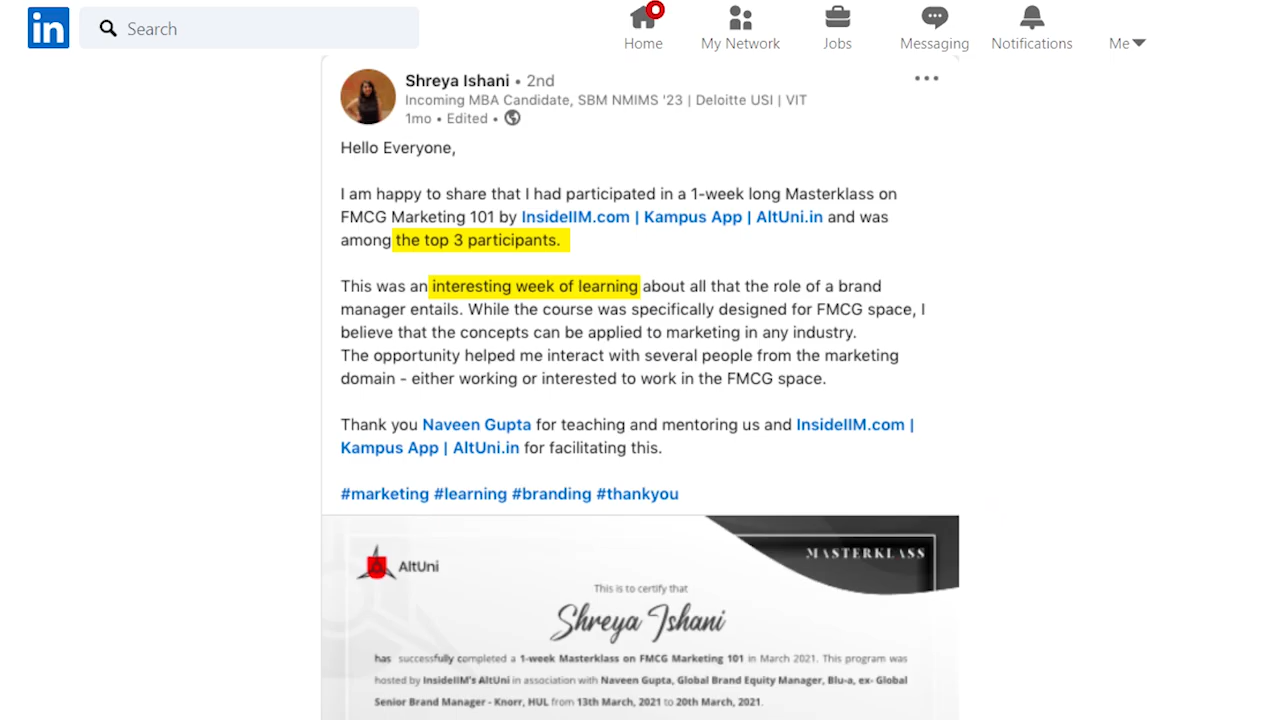 in
Search
Home
My Network
Jobs
Messaging
Notifications
Me
Shreya Ishani • 2nd
Incoming MBA Candidate, SBM NMIMS '23 | Deloitte USI | VIT
1mo • Edited •
Hello Everyone,
I am happy to share that I had participated in a 1-week long Masterklass on
FMCG Marketing 101 by InsideIIM.com | Kampus App | AltUni.in and was
among the top 3 participants.
This was an interesting week of learning about all that the role of a brand
manager entails. While the course was specifically designed for FMCG space, I
believe that the concepts can be applied to marketing in any industry.
The opportunity helped me interact with several people from the marketing
domain - either working or interested to work in the FMCG space.
Thank you Naveen Gupta for teaching and mentoring us and InsideIIM.com |
Kampus App | AltUni.in for facilitating this.
#marketing #learning #branding #thankyou
MASTERKLASS
AltUni
This is to certify that
Shreya Ishani
has successfully completed a 1-week Masterklass on FMCG Marketing 101 in March 2021. This program was
hosted by InsideIIM's AltUni in association with Naveen Gupta, Global Brand Equity Manager, Blu-a, ex- Global
Senior Brand Manager - Knorr, HUL from 13th March, 2021 to 20th March, 2021.